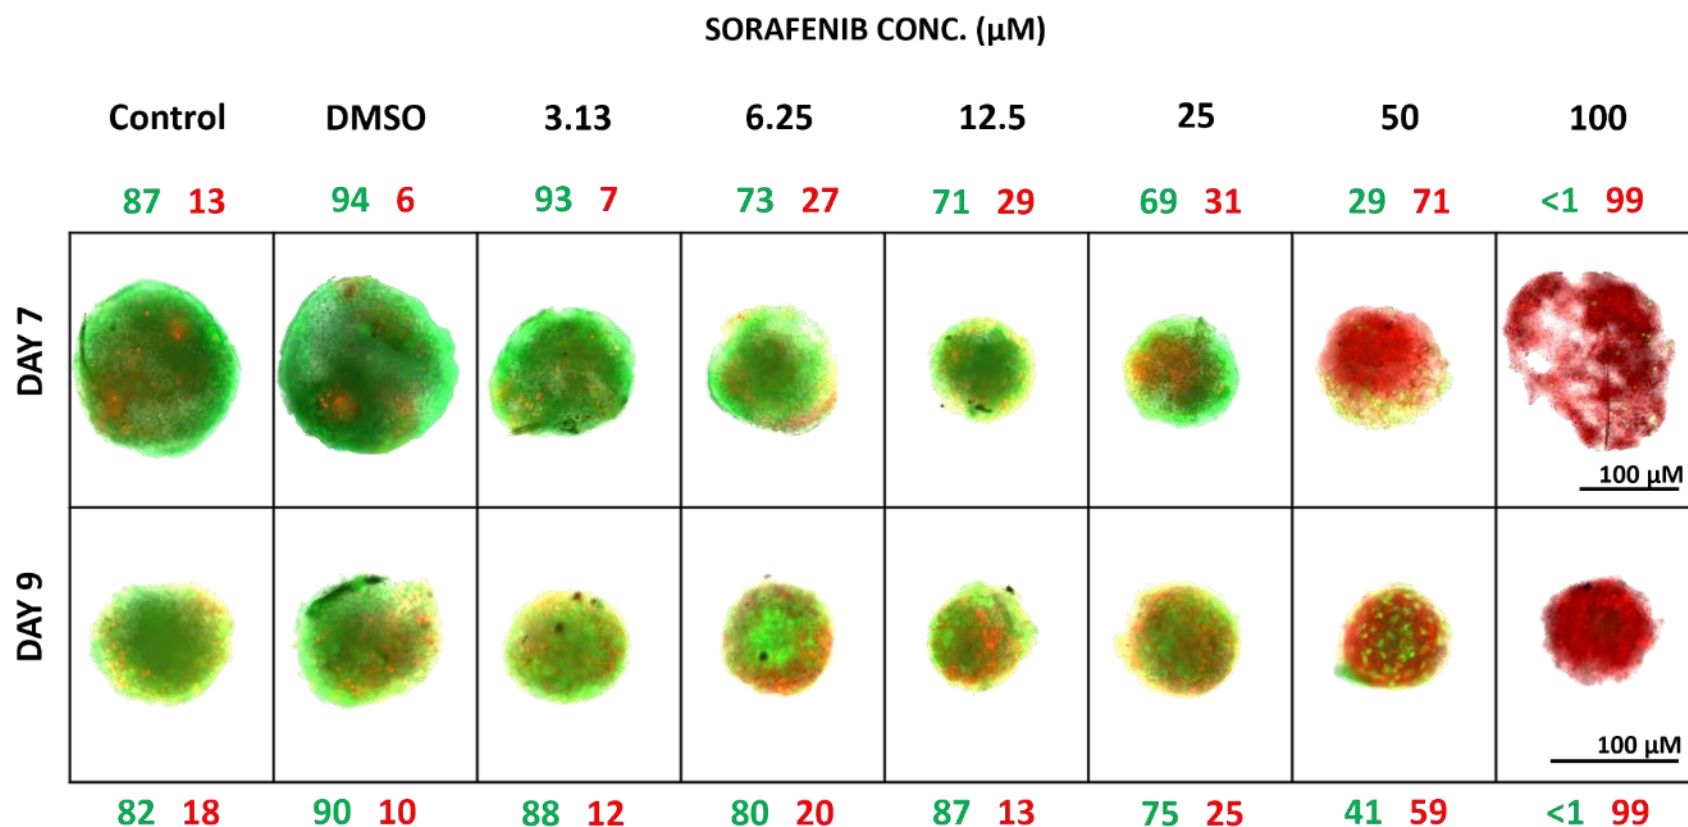 SORAFENIB CONC. (µM)
Control DMSO 3.13 6.25 12.5 25 50 100
87 13 94 6 93 7 73 27 71 29 69 31 29 71 <1 99
DAY 7
100 µM
DAY 9
100 µM
82 18 90 10 88 12 80 20 87 13 75 25 41 59 <1 99